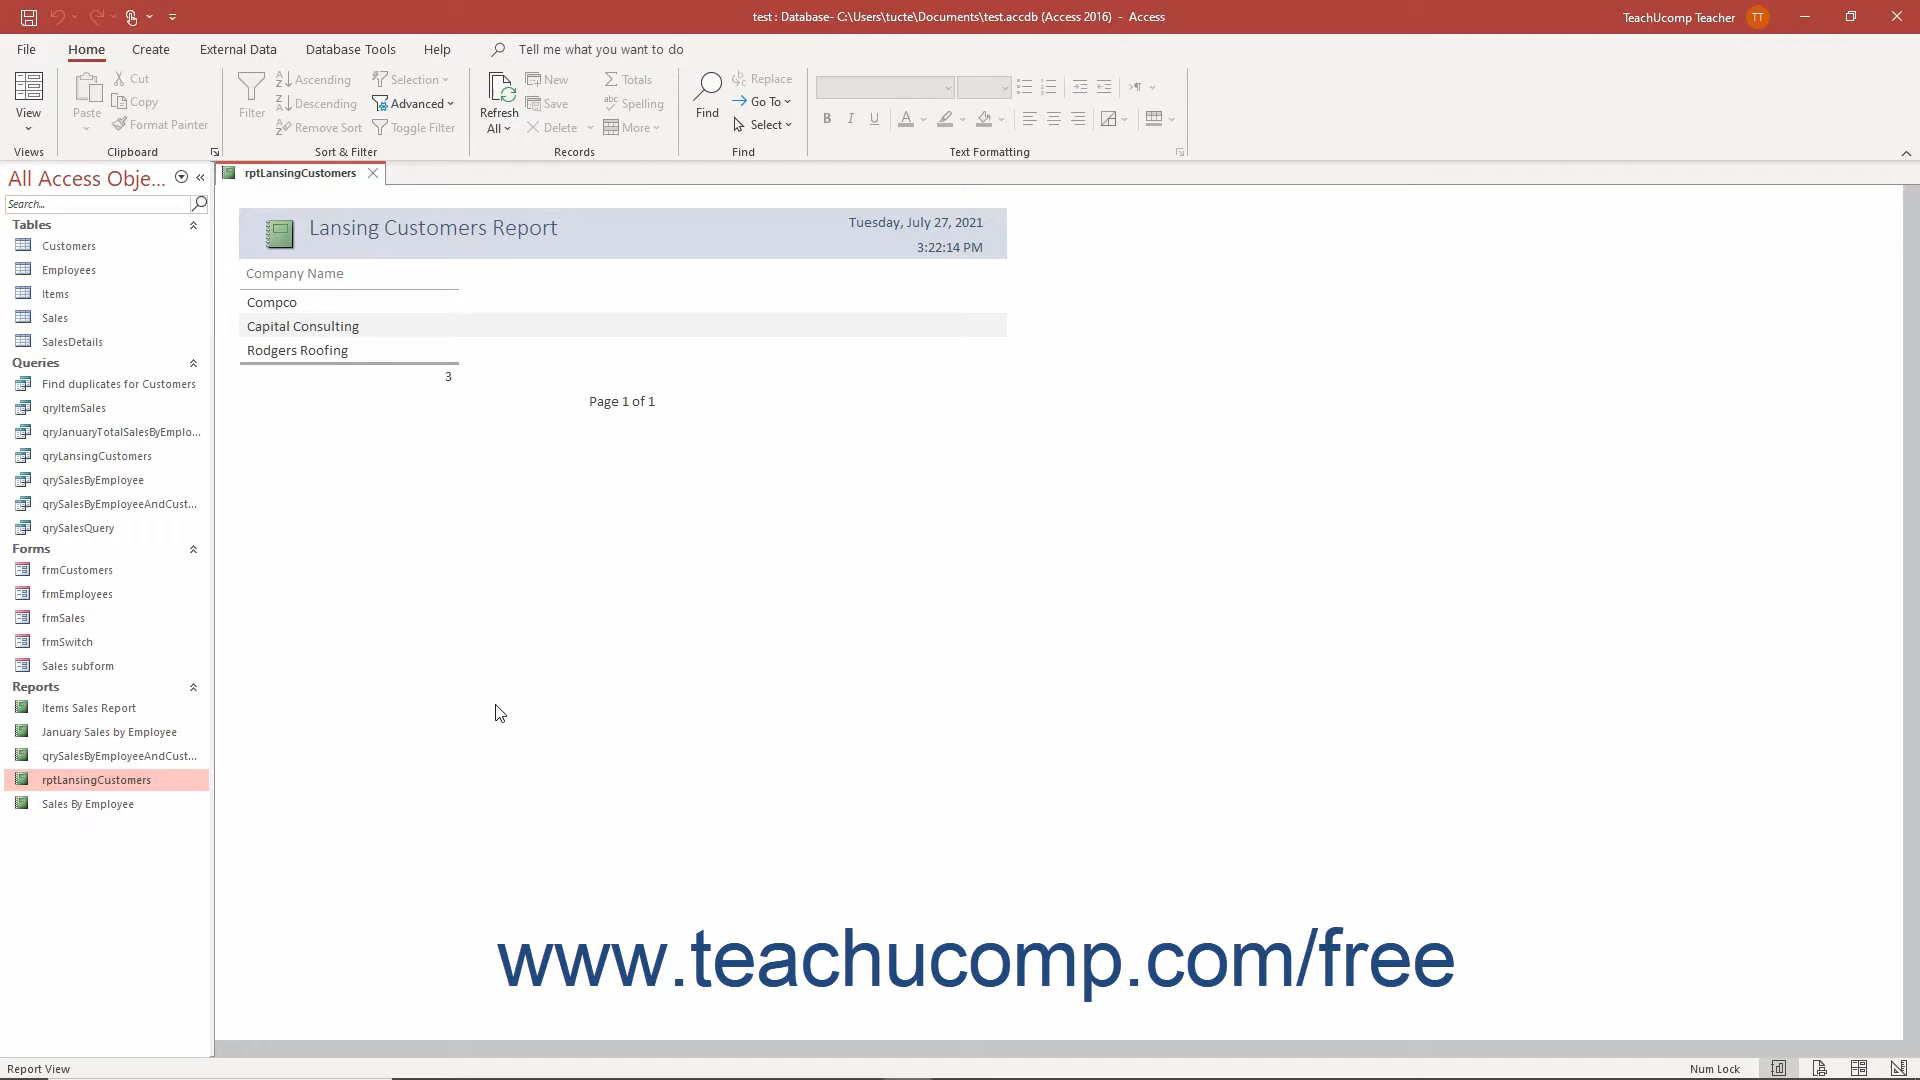 test : Database- C:\Users\tucte\Documents\test.accdb (Access 2016) - Access
TeachUcomp Teacher
TT
File
Home
Create
External Data
Database Tools
Help
Tell me what you want to do
View
Views
Paste
Cut
Copy
Format Painter
Clipboard
Filter
Ascending
Descending
Remove Sort
Selection
Advanced
Toggle Filter
Sort & Filter
Refresh
All
New
Save
Delete
Totals
Spelling
More
Records
Find
Replace
Go To
Select
Find
B I U
Text Formatting
All Access Obje...
Search...
Tables
Customers
Employees
Items
Sales
SalesDetails
Queries
Find duplicates for Customers
qryItemSales
qryJanuaryTotalSalesByEmplo...
qryLansingCustomers
qrySalesByEmployee
qrySalesByEmployeeAndCust...
qrySalesQuery
Forms
frmCustomers
frmEmployees
frmSales
frmSwitch
Sales subform
Reports
Items Sales Report
January Sales by Employee
qrySalesByEmployeeAndCust...
rptLansingCustomers
Sales By Employee
rptLansingCustomers
Lansing Customers Report
Tuesday, July 27, 2021
3:22:14 PM
Company Name
Compco
Capital Consulting
Rodgers Roofing
3
Page 1 of 1
www.teachucomp.com/free
Report View
Num Lock